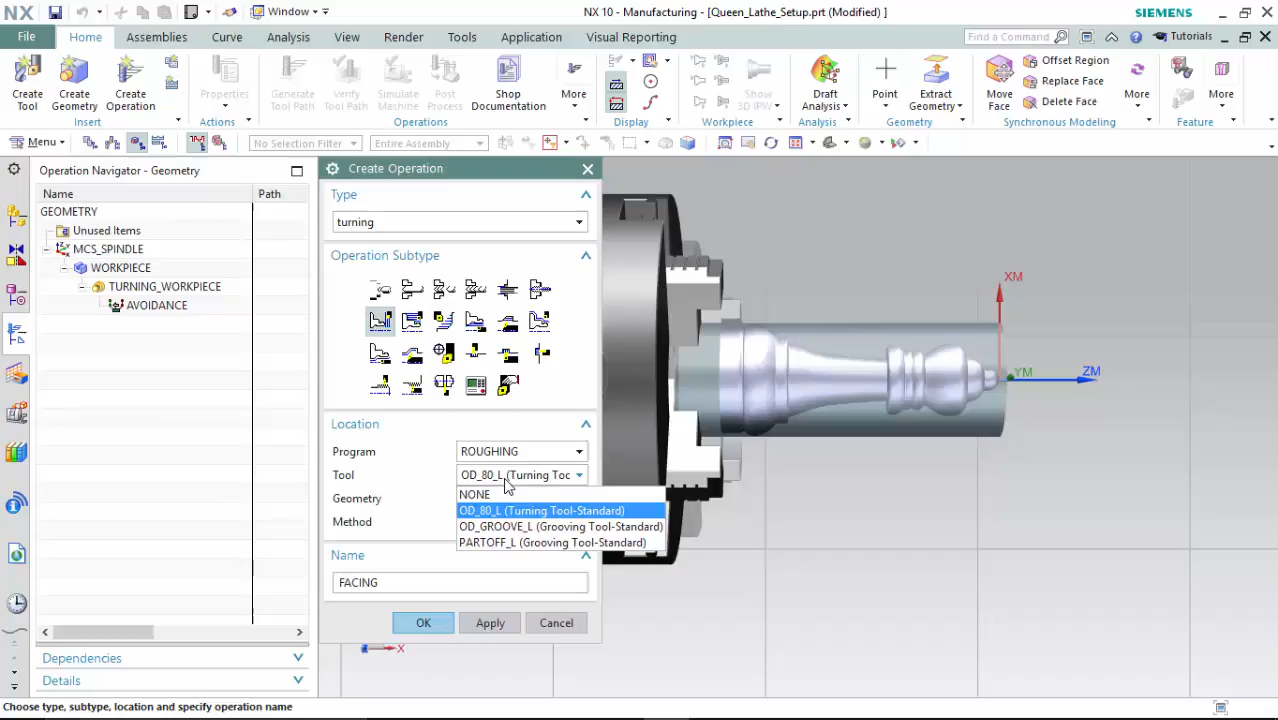 NX
Window
NX 10 - Manufacturing - [Queen_Lathe_Setup.prt (Modified) ]
SIEMENS
File
Home
Assemblies
Curve
Analysis
View
Render
Tools
Application
Visual Reporting
Find a Command
Tutorials
Create Tool
Create Geometry
Create Operation
Insert
Properties
Actions
Generate Tool Path
Verify Tool Path
Simulate Machine
Post Process
Shop Documentation
More
Operations
Display
Show 3D IPW
Workpiece
Draft Analysis
Analysis
Point
Extract Geometry
Geometry
Move Face
Offset Region
Replace Face
Delete Face
More
Synchronous Modeling
More
Feature
Menu
No Selection Filter
Entire Assembly
Operation Navigator - Geometry
Name
Path
GEOMETRY
Unused Items
MCS_SPINDLE
WORKPIECE
TURNING_WORKPIECE
AVOIDANCE
Dependencies
Details
Create Operation
Type
turning
Operation Subtype
Location
Program
ROUGHING
Tool
OD_80_L (Turning Toc
Geometry
Method
NONE
OD_80_L (Turning Tool-Standard)
OD_GROOVE_L (Grooving Tool-Standard)
PARTOFF_L (Grooving Tool-Standard)
Name
FACING
OK
Apply
Cancel
XM
YM
ZM
X
Choose type, subtype, location and specify operation name